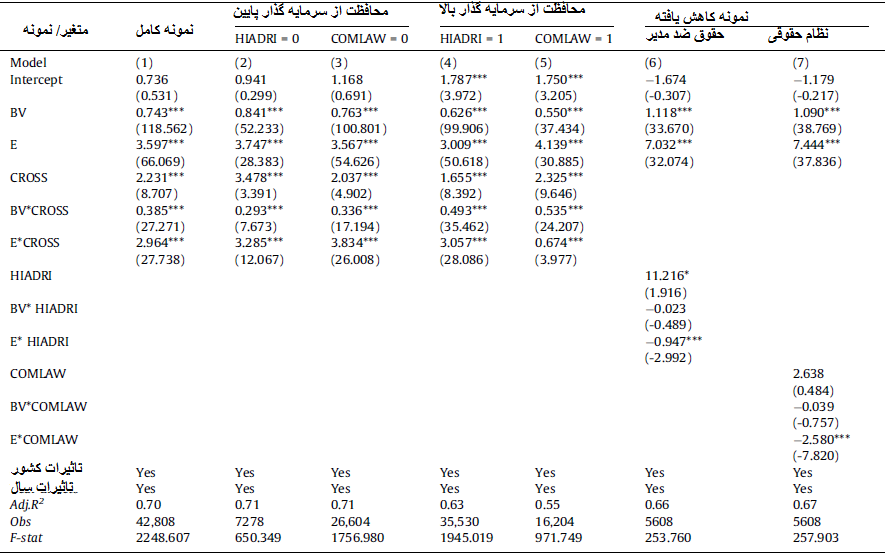 متغیر/ نمونه نمونه کامل محافظت از سرمایه گذار پایین محافظت از سرمایه گذار بالا نمونه کاهش یافته
HIADRI = 0 COMLAW = 0 HIADRI = 1 COMLAW = 1 حقوق ضد مدیر نظام حقوقی
Model (1) (2) (3) (4) (5) (6) (7)
Intercept 0.736 0.941 1.168 1.787*** 1.750*** −1.674 −1.179
(0.531) (0.299) (0.691) (3.972) (3.205) (-0.307) (-0.217)
BV 0.743*** 0.841*** 0.763*** 0.626*** 0.550*** 1.118*** 1.090***
(118.562) (52.233) (100.801) (99.906) (37.434) (33.670) (38.769)
E 3.597*** 3.747*** 3.567*** 3.009*** 4.139*** 7.032*** 7.444***
(66.069) (28.383) (54.626) (50.618) (30.885) (32.074) (37.836)
CROSS 2.231*** 3.478*** 2.037*** 1.655*** 2.325***
(8.707) (3.391) (4.902) (8.392) (9.646)
BV*CROSS 0.385*** 0.293*** 0.336*** 0.493*** 0.535***
(27.271) (7.673) (17.194) (35.462) (24.207)
E*CROSS 2.964*** 3.285*** 3.834*** 3.057*** 0.674***
(27.738) (12.067) (26.008) (28.086) (3.977)
HIADRI 11.216*
(1.916)
BV* HIADRI −0.023
(-0.489)
E* HIADRI −0.947***
(-2.992)
COMLAW 2.638
(0.484)
BV*COMLAW −0.039
(-0.757)
E*COMLAW −2.580***
(-7.820)
تاثیرات کشور Yes Yes Yes Yes Yes Yes Yes
تاثیرات سال Yes Yes Yes Yes Yes Yes Yes
Adj.R² 0.70 0.71 0.71 0.63 0.55 0.66 0.67
Obs 42,808 7278 26,604 35,530 16,204 5608 5608
F-stat 2248.607 650.349 1756.980 1945.019 971.749 253.760 257.903